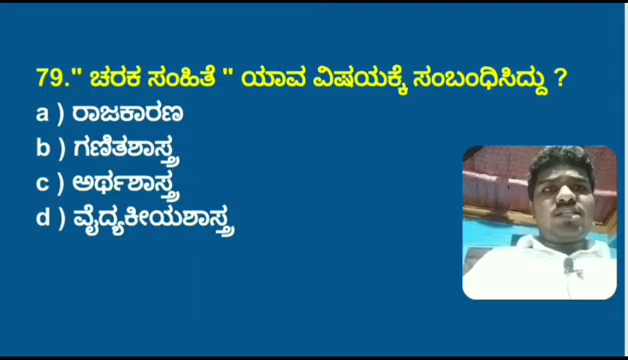 79." ಚರಕ ಸಂಹಿತೆ " ಯಾವ ವಿಷಯಕ್ಕೆ ಸಂಬಂಧಿಸಿದ್ದು ?
a ) ರಾಜಕಾರಣ
b ) ಗಣಿತಶಾಸ್ತ್ರ
c ) ಅರ್ಥಶಾಸ್ತ್ರ
d ) ವೈದ್ಯಕೀಯಶಾಸ್ತ್ರ